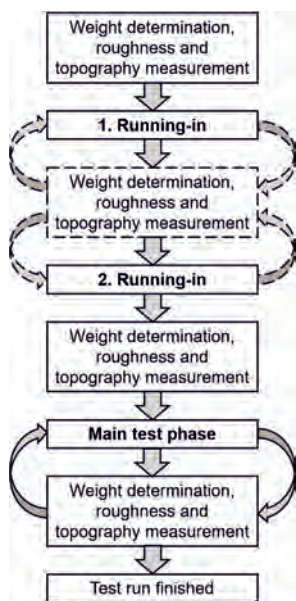 Weight determination,
roughness and
topography measurement
1. Running-in
Weight determination,
roughness and
topography measurement
2. Running-in
Weight determination,
roughness and
topography measurement
Main test phase
Weight determination,
roughness and
topography measurement
Test run finished